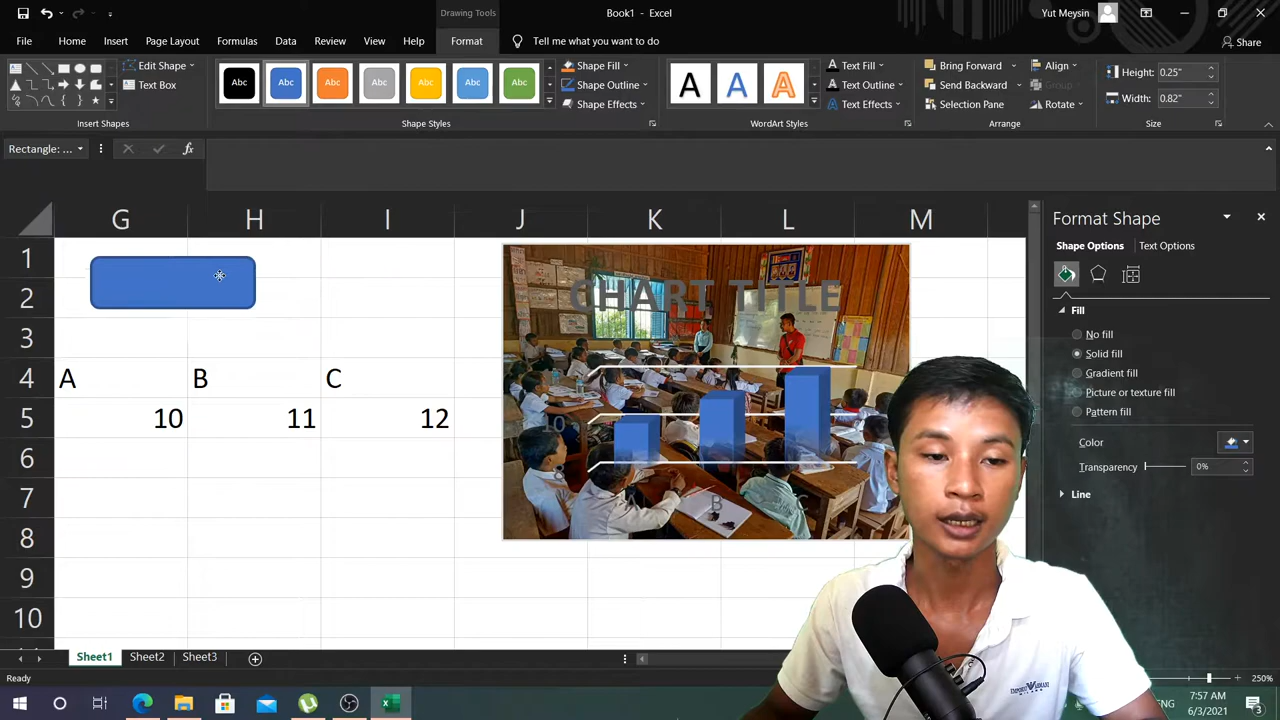 Drawing Tools
Book1 - Excel
Yut Meysin
File
Home
Insert
Page Layout
Formulas
Data
Review
View
Help
Format
Tell me what you want to do
Share
Edit Shape
Text Box
Insert Shapes
Abc
Abc
Abc
Abc
Abc
Abc
Abc
Shape Styles
Shape Fill
Shape Outline
Shape Effects
A
A
A
WordArt Styles
Text Fill
Text Outline
Text Effects
Bring Forward
Send Backward
Selection Pane
Align
Group
Rotate
Arrange
Height: 0.25"
Width: 0.82"
Size
Rectangle: ...
fx
G H I J K L M
1
2
3
4 A B C
5 10 11 12
6
7
8
9
10
CHART TITLE
10
B C
Format Shape
Shape Options Text Options
Fill
No fill
Solid fill
Gradient fill
Picture or texture fill
Pattern fill
Color
Transparency 0%
Line
EMPORIO ARMANI
Sheet1 Sheet2 Sheet3
Ready
250%
ENG
7:57 AM
6/3/2021
3